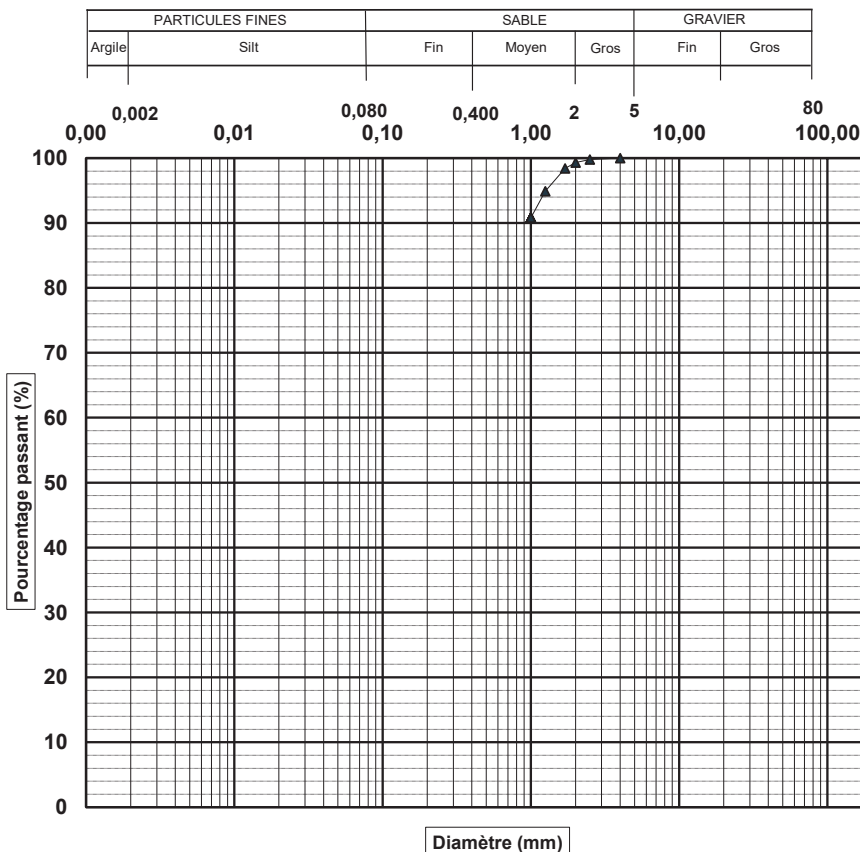 PARTICULES FINES SABLE GRAVIER
Argile Silt Fin Moyen Gros Fin Gros
0,002 0,080 0,400 2 5 80
0,00 0,01 0,10 1,00 10,00 100,00
100
90
80
70
60
50
40
30
20
10
0
Pourcentage passant (%)
Diamètre (mm)